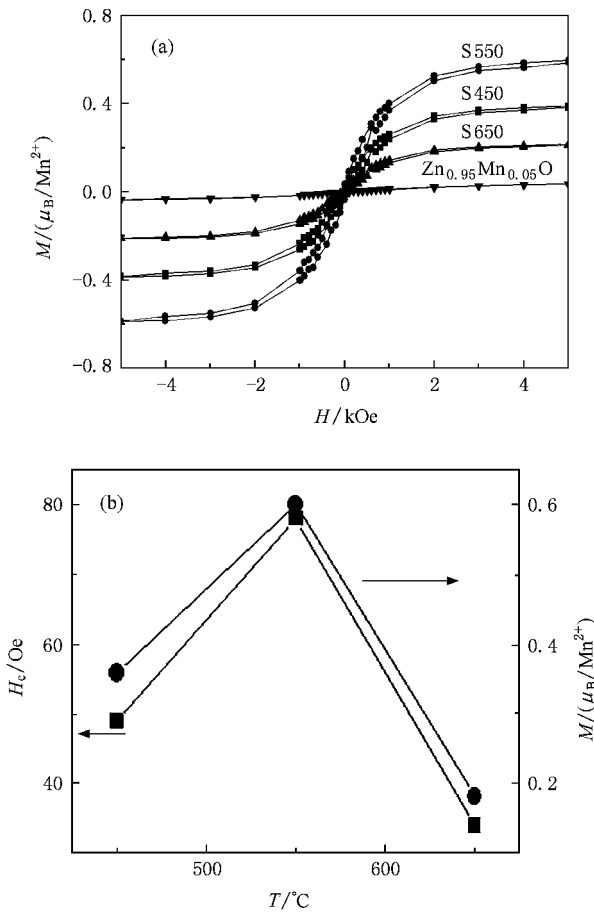 (a)
S550
S450
S650
Zn₀.₉₅Mn₀.₀₅O
0.8
0.4
0.0
−0.4
−0.8
M/(μB/Mn²⁺)
−4 −2 0 2 4
H/kOe
(b)
80
60
40
Hc/Oe
0.6
0.4
0.2
M/(μB/Mn²⁺)
500 600
T/℃